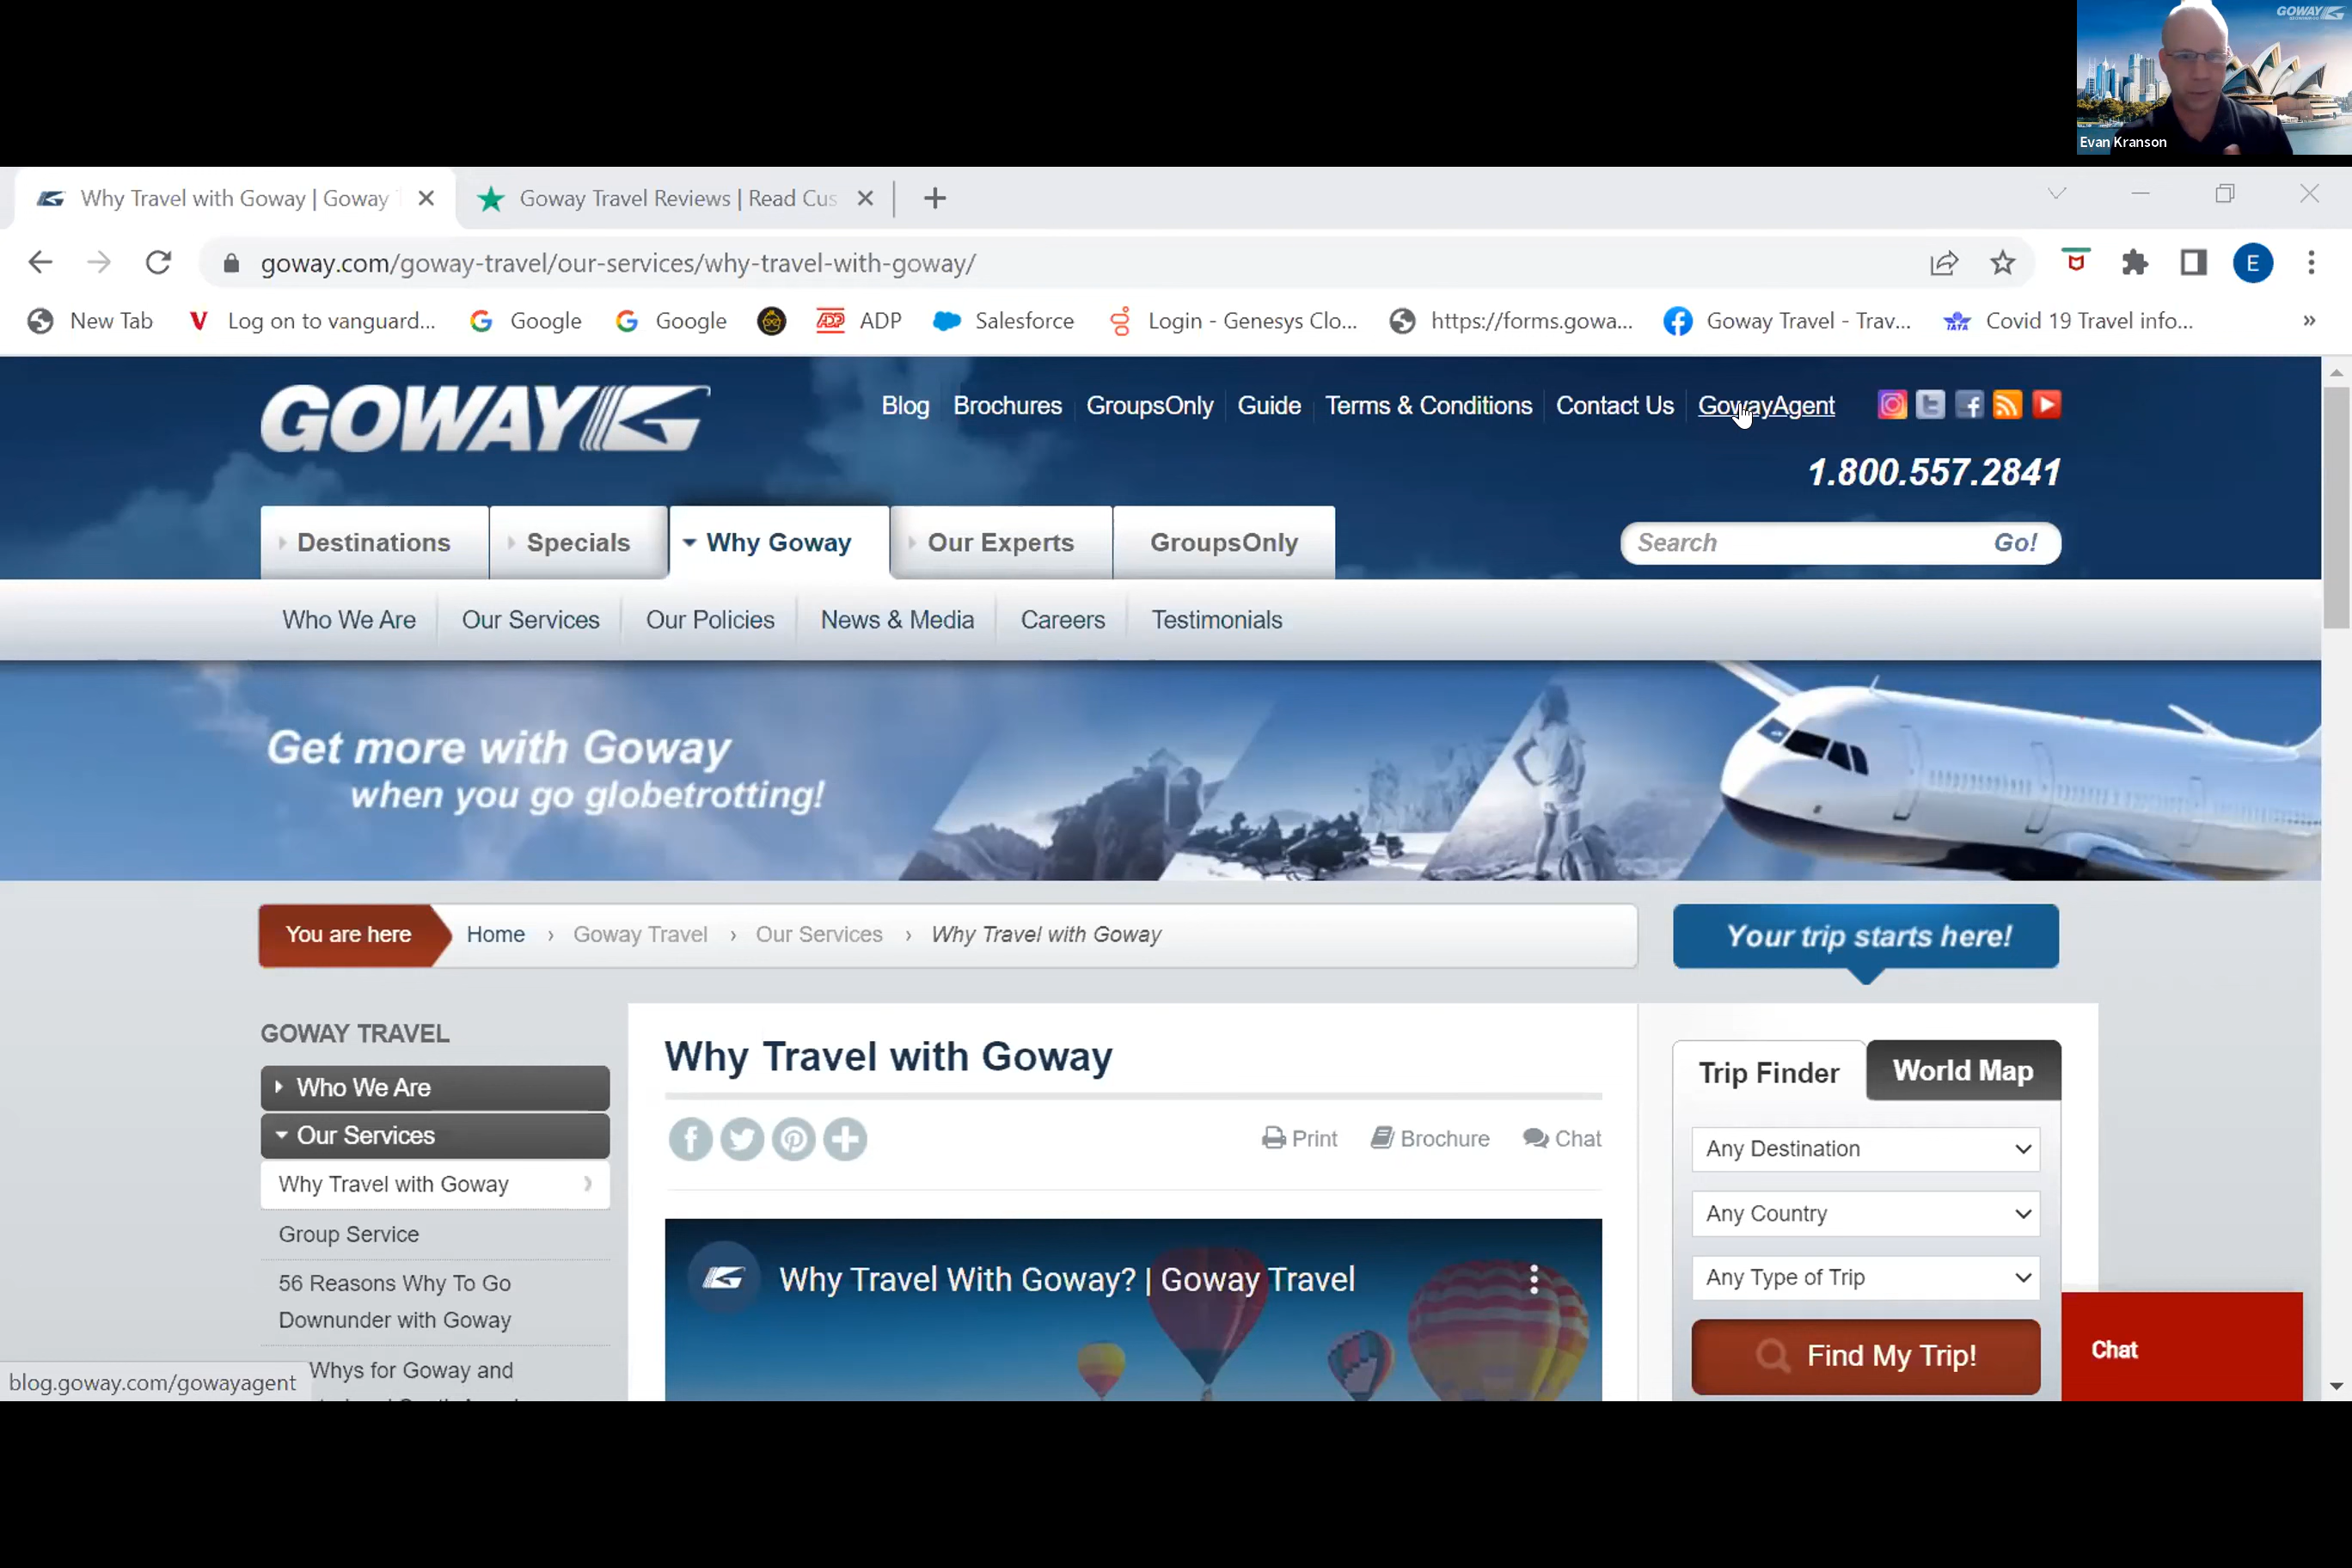 GOWAY
Evan Kranson
Why Travel with Goway | Goway
Goway Travel Reviews | Read Cus
goway.com/goway-travel/our-services/why-travel-with-goway/
E
New Tab
Log on to vanguard...
Google
Google
ADP
ADP
Salesforce
Login - Genesys Clo...
https://forms.gowa...
Goway Travel - Trav...
IATA
Covid 19 Travel info...
»
GOWAY
Blog
Brochures
GroupsOnly
Guide
Terms & Conditions
Contact Us
GowayAgent
1.800.557.2841
Destinations
Specials
Why Goway
Our Experts
GroupsOnly
Search
Go!
Who We Are
Our Services
Our Policies
News & Media
Careers
Testimonials
Get more with Goway
when you go globetrotting!
You are here
Home › Goway Travel › Our Services › Why Travel with Goway
Your trip starts here!
GOWAY TRAVEL
Who We Are
Our Services
Why Travel with Goway
Group Service
56 Reasons Why To Go
Downunder with Goway
Whys for Goway and
blog.goway.com/gowayagent
Why Travel with Goway
Print
Brochure
Chat
Why Travel With Goway? | Goway Travel
Trip Finder
World Map
Any Destination
Any Country
Any Type of Trip
Find My Trip!
Chat